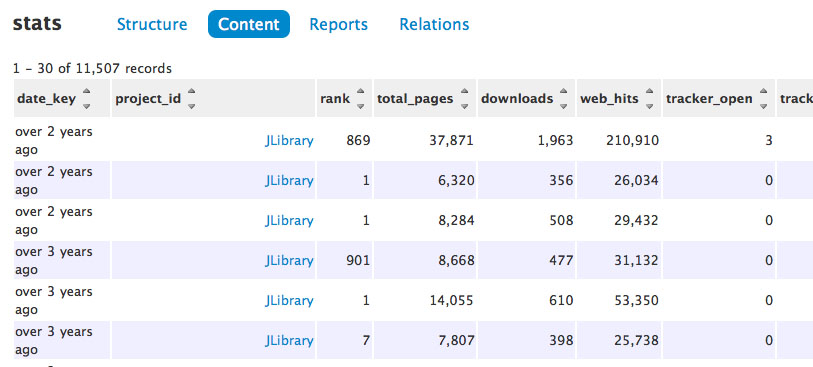 stats Structure Content Reports Relations
1 – 30 of 11,507 records
date_key project_id rank total_pages downloads web_hits tracker_open track
over 2 years ago JLibrary 869 37,871 1,963 210,910 3
over 2 years ago JLibrary 1 6,320 356 26,034 0
over 2 years ago JLibrary 1 8,284 508 29,432 0
over 3 years ago JLibrary 901 8,668 477 31,132 0
over 3 years ago JLibrary 1 14,055 610 53,350 0
over 3 years ago JLibrary 7 7,807 398 25,738 0